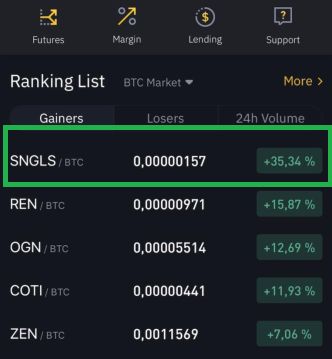 Futures Margin Lending Support
Ranking List BTC Market More >
Gainers Losers 24h Volume
SNGLS / BTC 0,00000157 +35,34 %
REN / BTC 0,00000971 +15,87 %
OGN / BTC 0,00005514 +12,69 %
COTI / BTC 0,00000441 +11,93 %
ZEN / BTC 0,0011569 +7,06 %